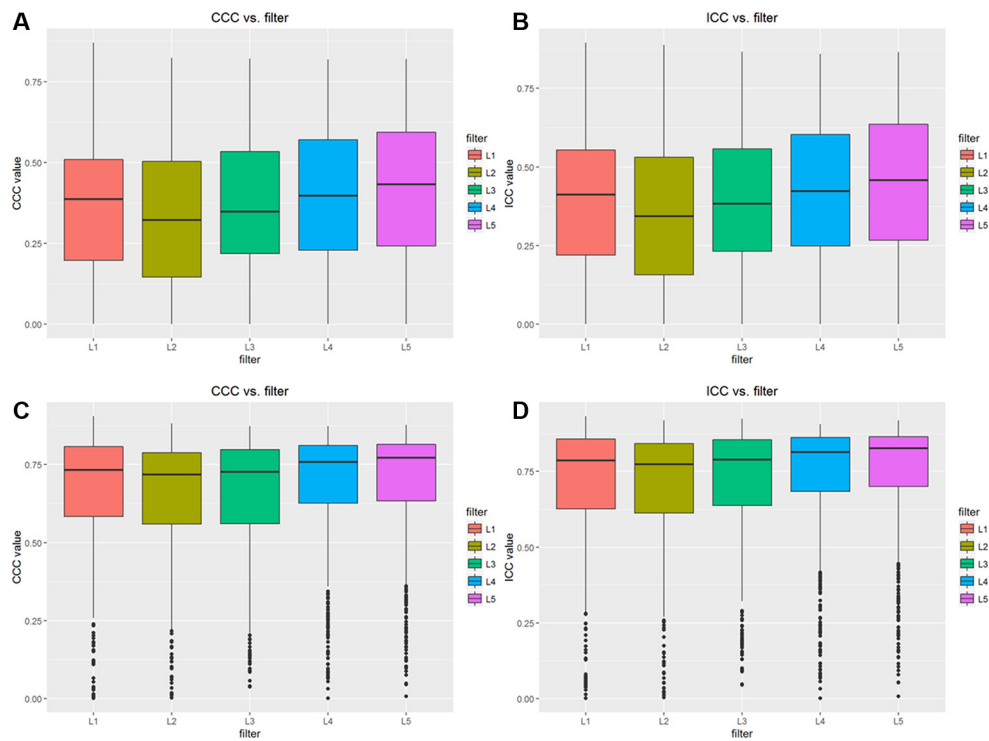 A
CCC vs. filter
CCC value
0.75
0.50
0.25
0.00
L1 L2 L3 L4 L5
filter
filter
L1
L2
L3
L4
L5
B
ICC vs. filter
ICC value
0.75
0.50
0.25
0.00
L1 L2 L3 L4 L5
filter
filter
L1
L2
L3
L4
L5
C
CCC vs. filter
CCC value
0.75
0.50
0.25
0.00
L1 L2 L3 L4 L5
filter
filter
L1
L2
L3
L4
L5
D
ICC vs. filter
ICC value
0.75
0.50
0.25
0.00
L1 L2 L3 L4 L5
filter
filter
L1
L2
L3
L4
L5